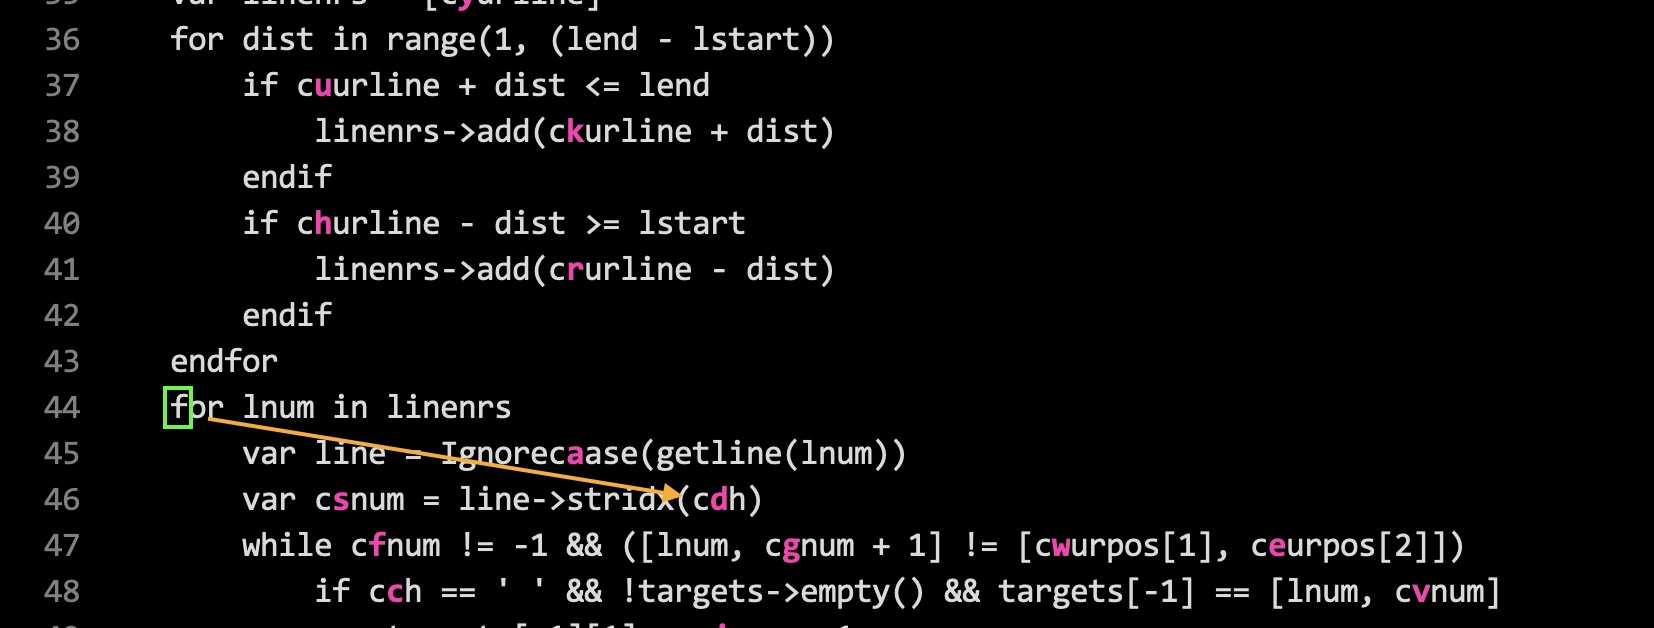 var linenrs = [cyurline]
36 for dist in range(1, (lend - lstart))
37 if cuurline + dist <= lend
38 linenrs->add(ckurline + dist)
39 endif
40 if churline - dist >= lstart
41 linenrs->add(crurline - dist)
42 endif
43 endfor
44 for lnum in linenrs
45 var line = Ignorecaase(getline(lnum))
46 var csnum = line->stridx(cdh)
47 while cfnum != -1 && ([lnum, cgnum + 1] != [cwurpos[1], ceurpos[2]])
48 if cch == ' ' && !targets->empty() && targets[-1] == [lnum, cvnum]